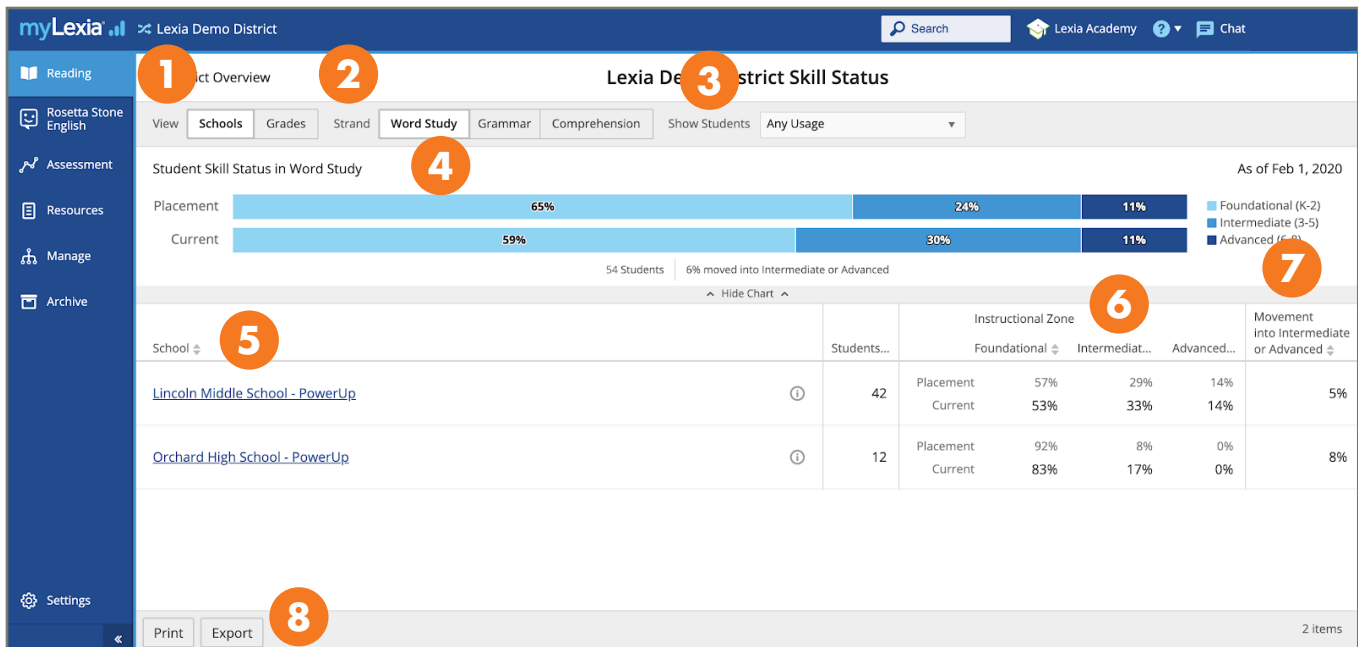 myLexia Lexia Demo District Search Lexia Academy ? Chat
Reading
Rosetta Stone
English
Assessment
Resources
Manage
Archive
Settings
«
1 2 3
Overview
Lexia District Skill Status
View Schools Grades Strand Word Study Grammar Comprehension Show Students Any Usage
4
Student Skill Status in Word Study As of Feb 1, 2020
Placement 65% 24% 11%
Current 59% 30% 11%
Foundational (K-2)
Intermediate (3-5)
Advanced
54 Students 6% moved into Intermediate or Advanced
Hide Chart
5 6 7
School Students...
Instructional Zone
Foundational Intermediat... Advanced...
Movement
into Intermediate
or Advanced
Lincoln Middle School - PowerUp 42
Placement 57% 29% 14%
Current 53% 33% 14%
5%
Orchard High School - PowerUp 12
Placement 92% 8% 0%
Current 83% 17% 0%
8%
8
Print Export 2 items